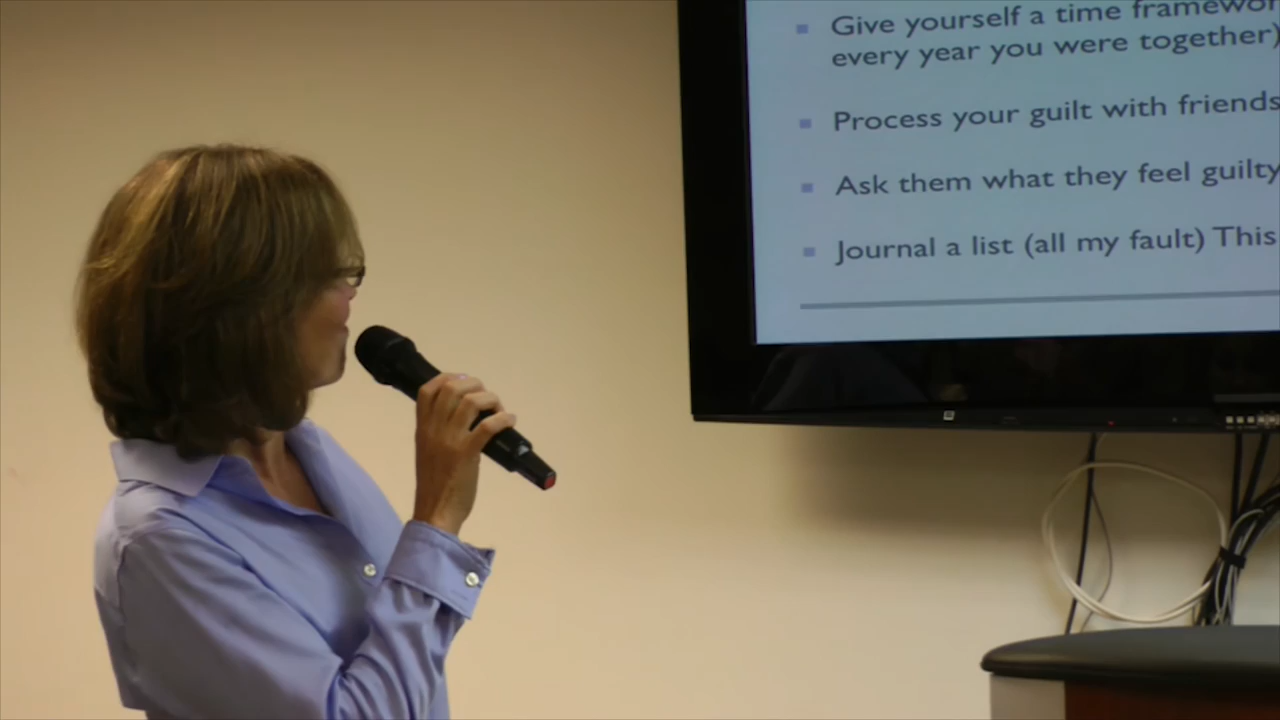 Give yourself a time framewor
every year you were together)
Process your guilt with friends
Ask them what they feel guilty
Journal a list (all my fault) This